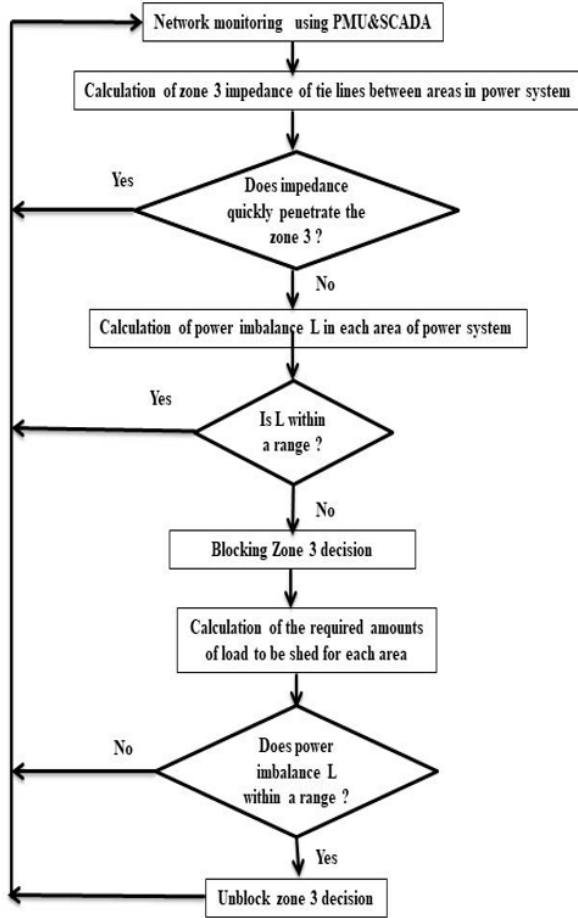 Network monitoring using PMU&SCADA
Calculation of zone 3 impedance of tie lines between areas in power system
Yes
Does impedance
quickly penetrate the
zone 3 ?
No
Calculation of power imbalance L in each area of power system
Yes
Is L within
a range ?
No
Blocking Zone 3 decision
Calculation of the required amounts
of load to be shed for each area
No
Does power
imbalance L
within a range ?
Yes
Unblock zone 3 decision